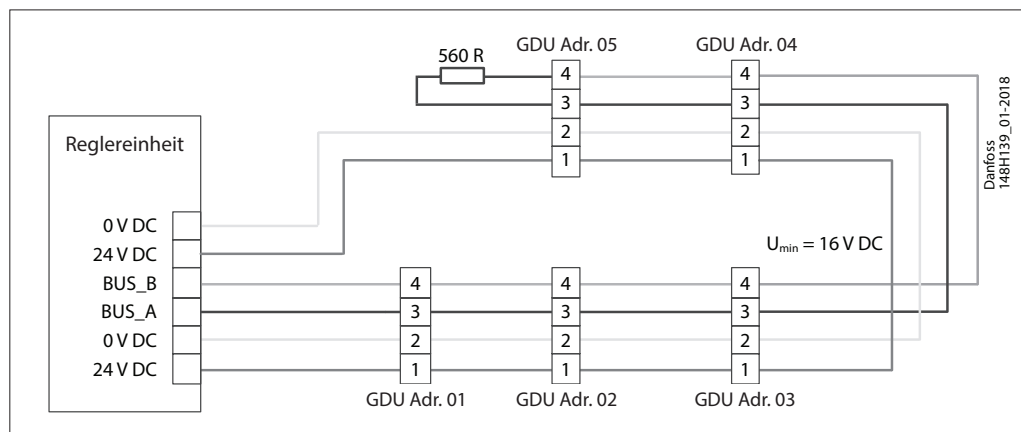 GDU Adr. 05
GDU Adr. 04
560 R
4
4
3
3
2
2
1
1
Danfoss
148H139_01-2018
Reglereinheit
0 V DC
24 V DC
BUS_B
BUS_A
0 V DC
24 V DC
Umin = 16 V DC
4
4
4
3
3
3
2
2
2
1
1
1
GDU Adr. 01
GDU Adr. 02
GDU Adr. 03